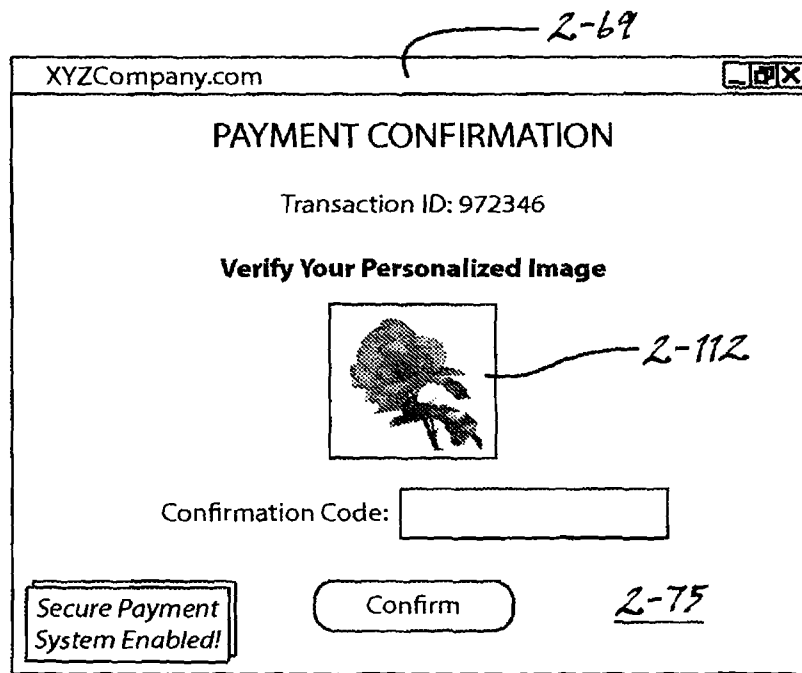 2-69
XYZCompany.com
PAYMENT CONFIRMATION
Transaction ID: 972346
Verify Your Personalized Image
2-112
Confirmation Code:
Secure Payment
System Enabled!
Confirm
2-75